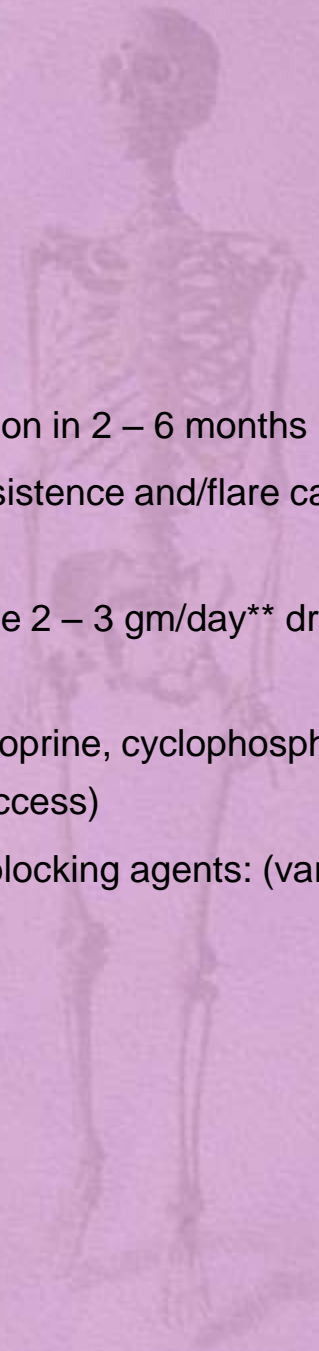 on in 2 – 6 months
sistence and/flare ca
e 2 – 3 gm/day** dr
oprine, cyclophosph
ccess)
blocking agents: (var